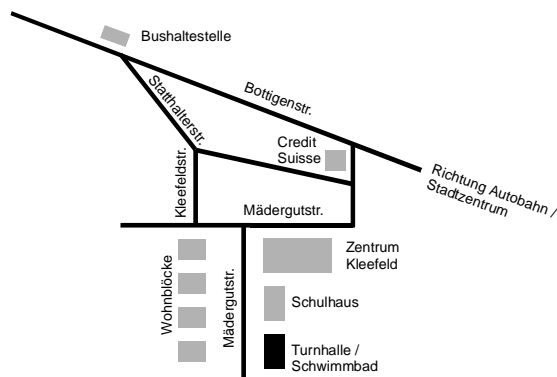 Bushaltestelle
Statthalterstr.
Bottigenstr.
Credit
Suisse
Kleefeldstr.
Richtung Autobahn /
Stadtzentrum
Mädergutstr.
Wohnblöcke
Mädergutstr.
Zentrum
Kleefeld
Schulhaus
Turnhalle /
Schwimmbad